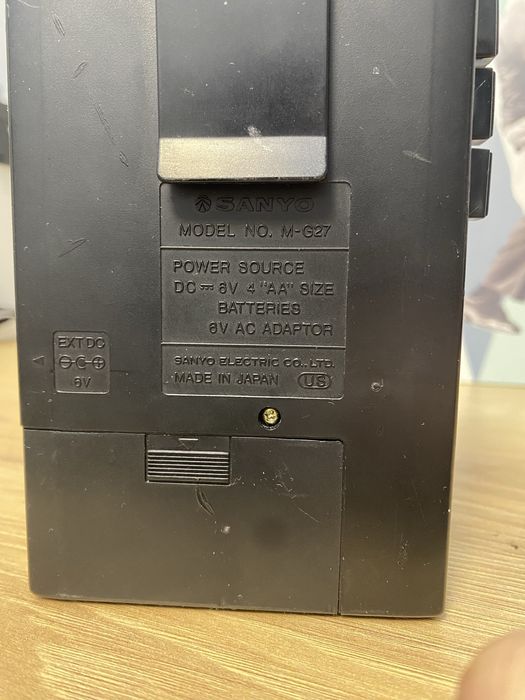 SANYO
MODEL NO. M-G27
POWER SOURCE
DC ⎓ 6V 4 "AA" SIZE
BATTERIES
6V AC ADAPTOR
EXT DC
6V
SANYO ELECTRIC CO., LTD.
MADE IN JAPAN US